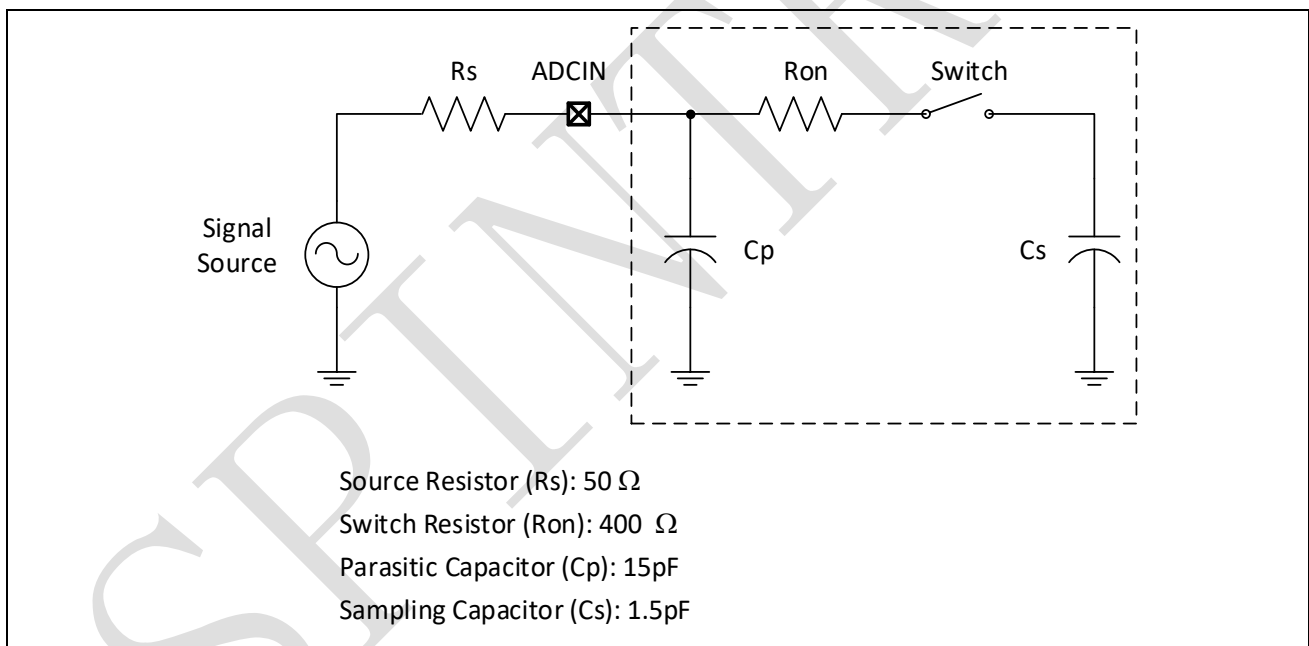 Rs
ADCIN
Ron
Switch
Signal
Source
Cp
Cs
Source Resistor (Rs): 50 Ω
Switch Resistor (Ron): 400 Ω
Parasitic Capacitor (Cp): 15pF
Sampling Capacitor (Cs): 1.5pF